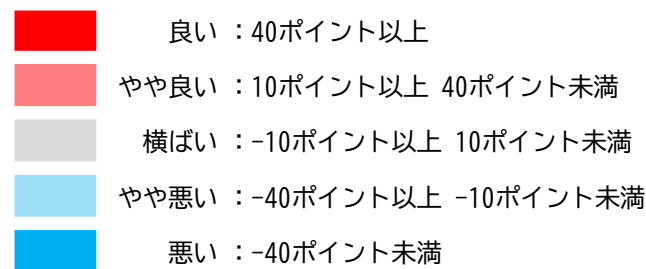 良い ：40ポイント以上
やや良い ：10ポイント以上 40ポイント未満
横ばい ：-10ポイント以上 10ポイント未満
やや悪い ：-40ポイント以上 -10ポイント未満
悪い ：-40ポイント未満